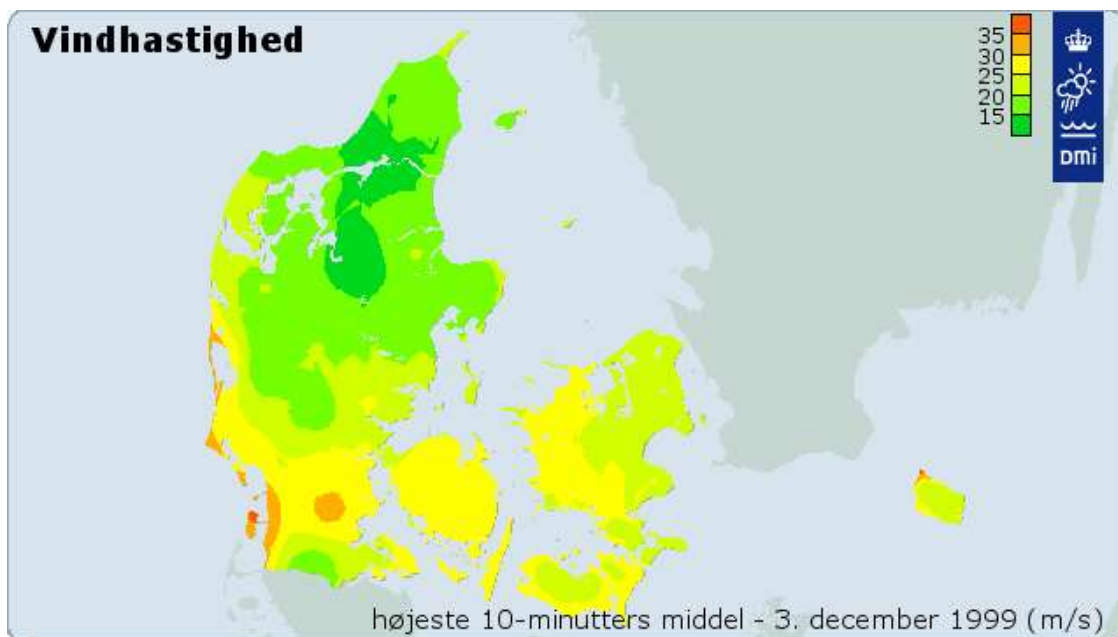 Vindhastighed
35
30
25
20
15
DMI
højeste 10-minutters middel - 3. december 1999 (m/s)